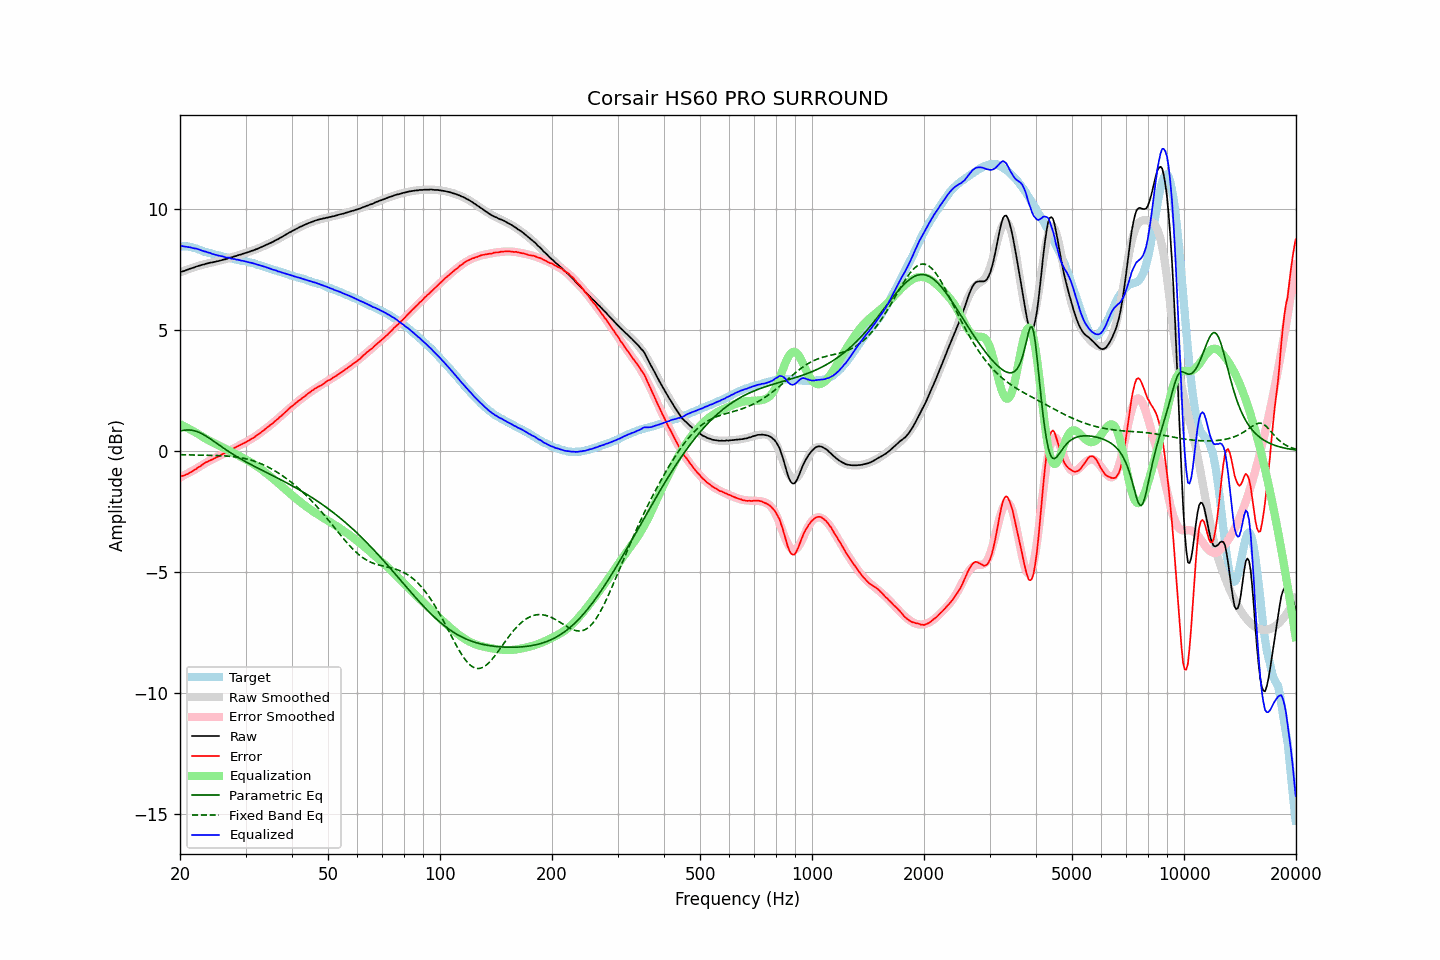 Corsair HS60 PRO SURROUND
Amplitude (dBr)
10
5
0
−5
−10
−15
Target
Raw Smoothed
Error Smoothed
Raw
Error
Equalization
Parametric Eq
Fixed Band Eq
Equalized
20 50 100 200 500 1000 2000 5000 10000 20000
Frequency (Hz)